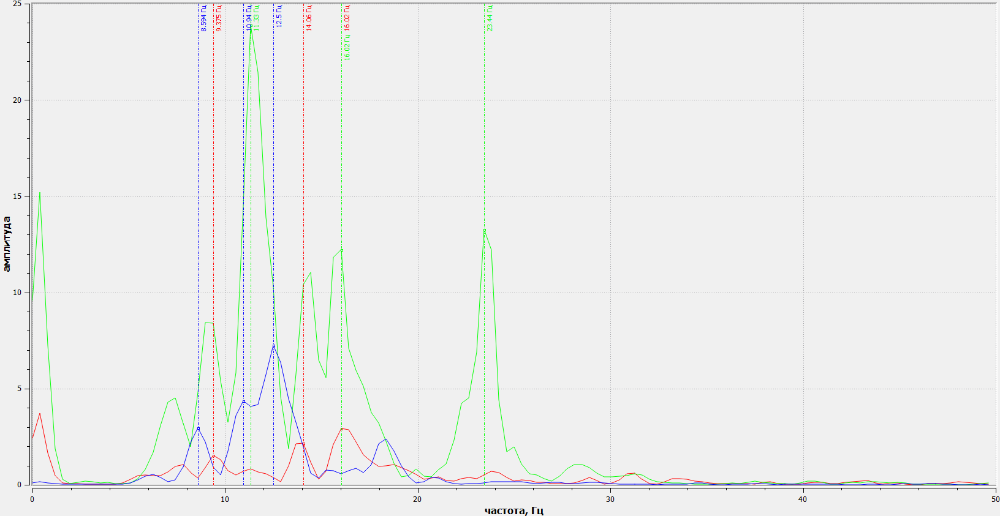 25
20
15
10
5
0
амплитуда
8.594 Гц
9.375 Гц
10.94 Гц
11.33 Гц
12.5 Гц
14.06 Гц
16.02 Гц
16.02 Гц
23.44 Гц
0
10
20
30
40
50
частота, Гц